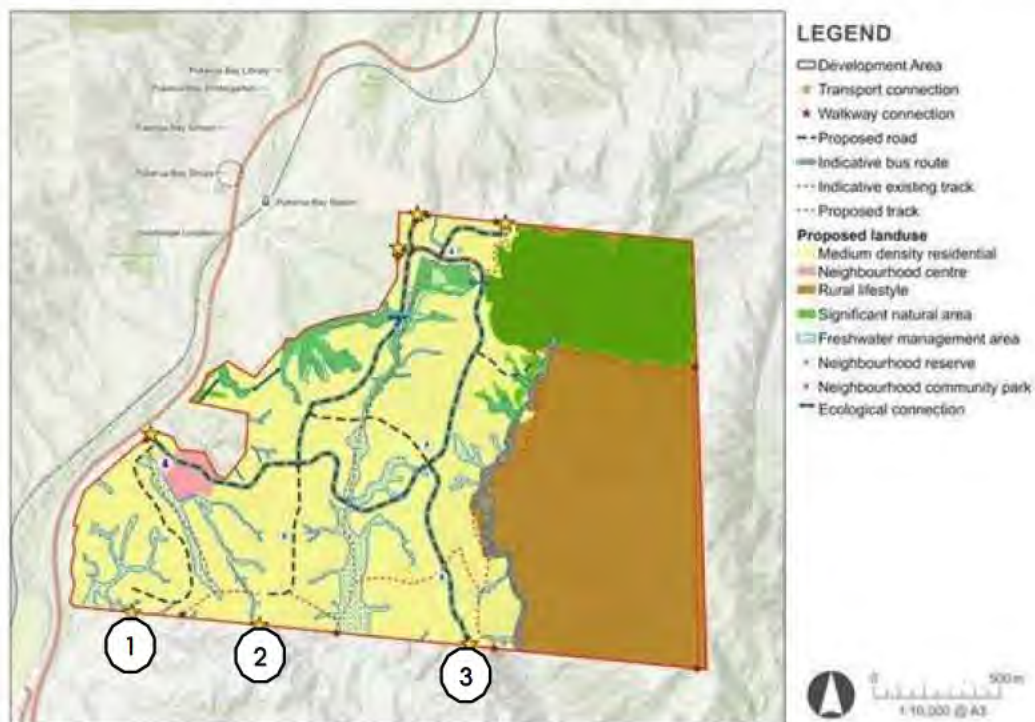 Pukerua Bay Library
Pukerua Bay Kindergarten
Pukerua Bay School
Pukerua Bay Shops
Pukerua Bay Station
1
2
3
LEGEND
Development Area
Transport connection
Walkway connection
Proposed road
Indicative bus route
Indicative existing track
Proposed track
Proposed landuse
Medium density residential
Neighbourhood centre
Rural lifestyle
Significant natural area
Freshwater management area
Neighbourhood reserve
Neighbourhood community park
Ecological connection
0 500m
1:10,000 @ A3